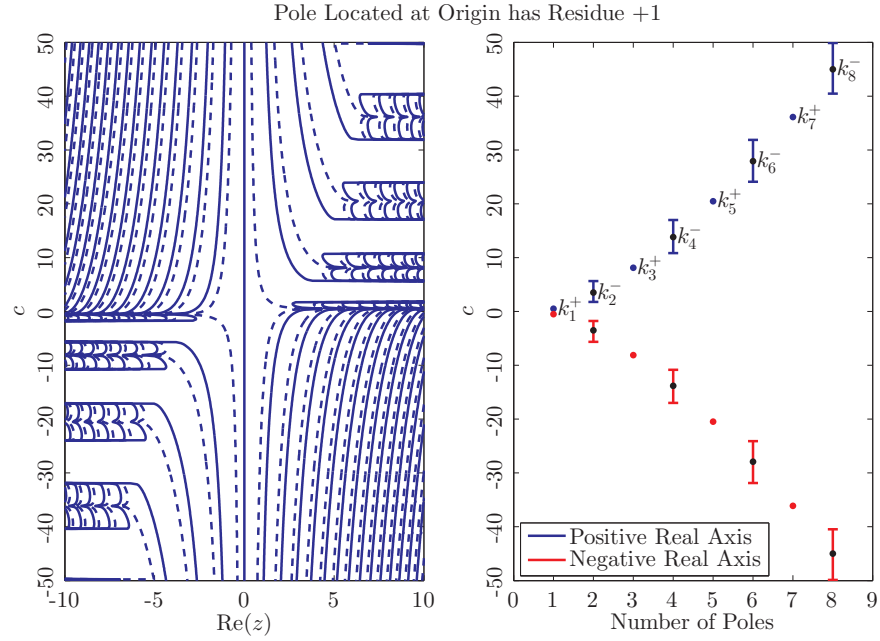 Pole Located at Origin has Residue +1
c
50
40
30
20
10
0
-10
-20
-30
-40
-50
-10
-5
0
5
10
Re(z)
c
50
40
30
20
10
0
-10
-20
-30
-40
-50
k₁⁺
k₂⁻
k₃⁺
k₄⁻
k₅⁺
k₆⁻
k₇⁺
k₈⁻
Positive Real Axis
Negative Real Axis
0 1 2 3 4 5 6 7 8 9
Number of Poles